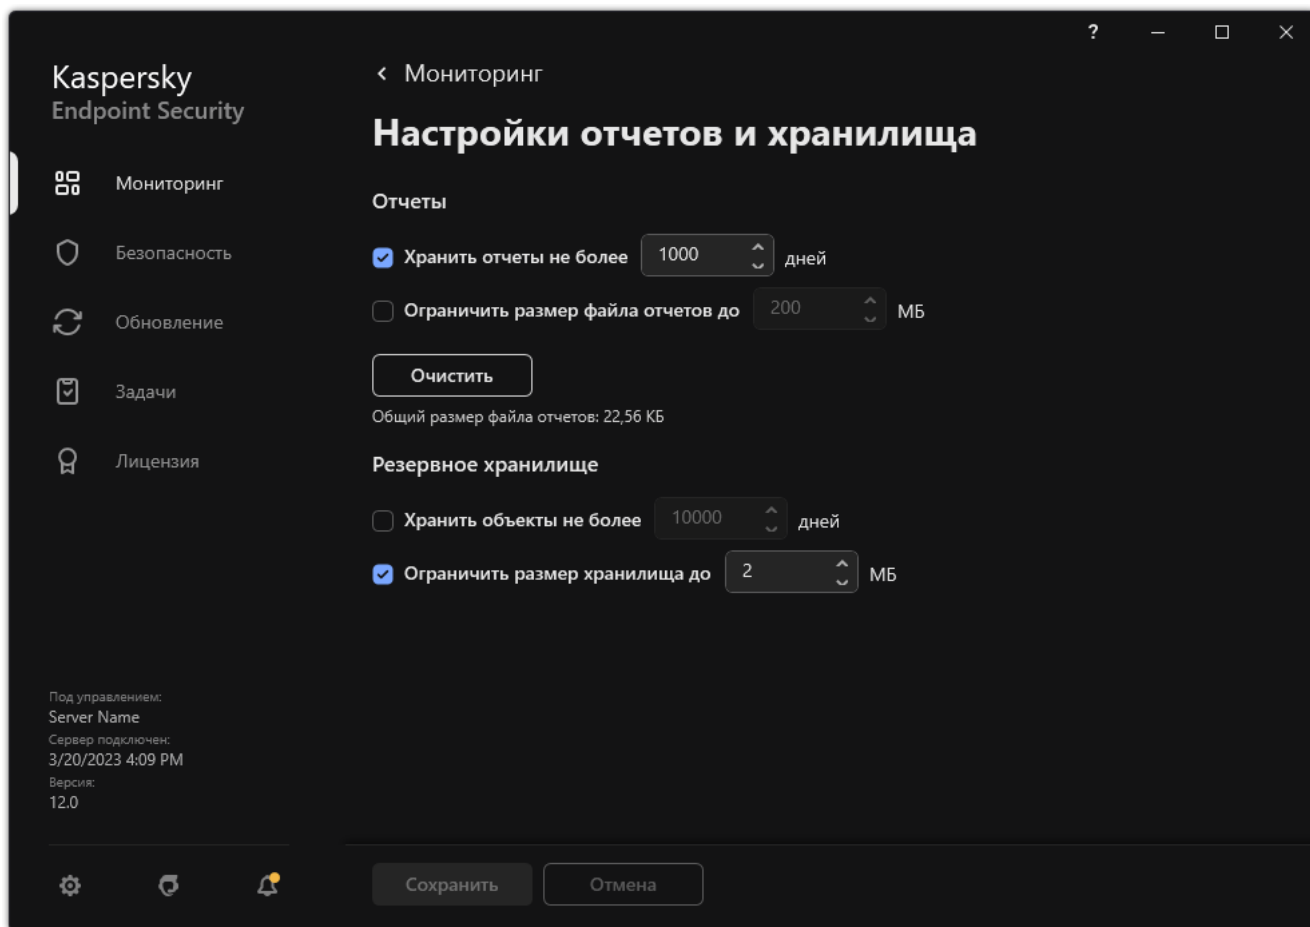 ?
Kaspersky
Endpoint Security
Мониторинг
Безопасность
Обновление
Задачи
Лицензия
Под управлением:
Server Name
Сервер подключен:
3/20/2023 4:09 PM
Версия:
12.0
Мониторинг
Настройки отчетов и хранилища
Отчеты
Хранить отчеты не более 1000 дней
Ограничить размер файла отчетов до 200 МБ
Очистить
Общий размер файла отчетов: 22,56 КБ
Резервное хранилище
Хранить объекты не более 10000 дней
Ограничить размер хранилища до 2 МБ
Сохранить Отмена